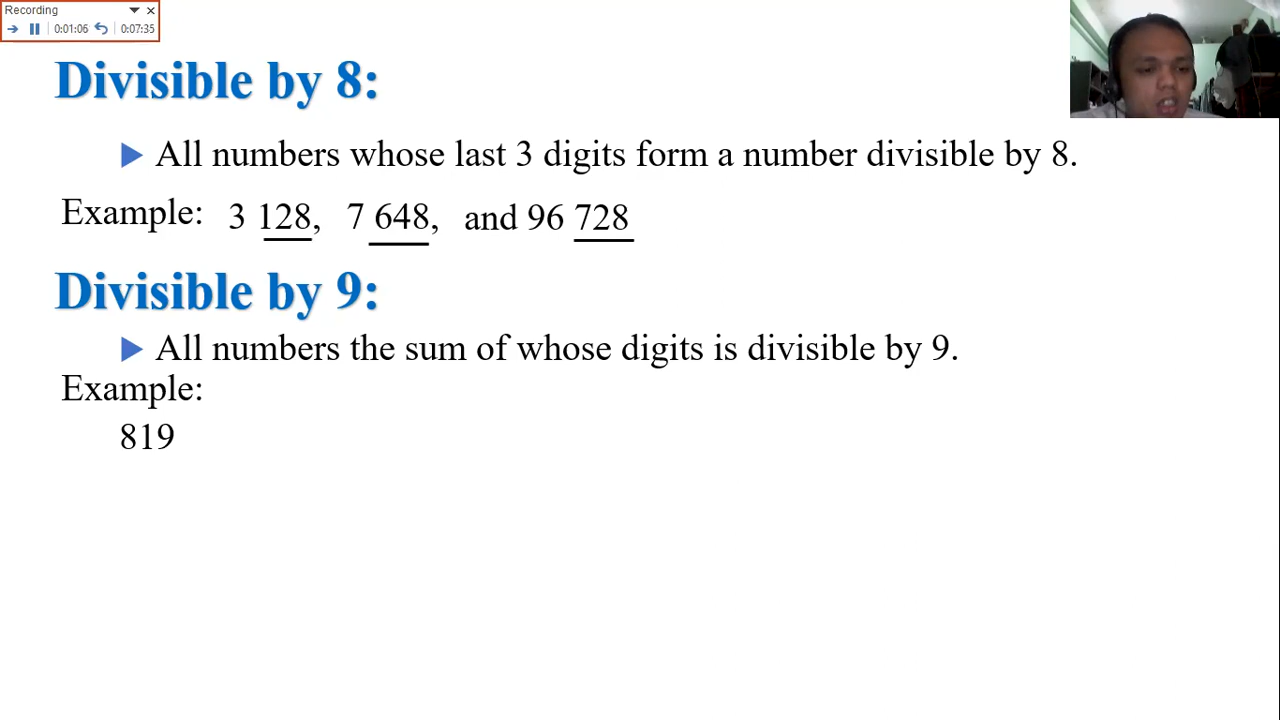 Recording
0:01:06 0:07:35
Divisible by 8:
All numbers whose last 3 digits form a number divisible by 8.
Example: 3 128, 7 648, and 96 728
Divisible by 9:
All numbers the sum of whose digits is divisible by 9.
Example:
819